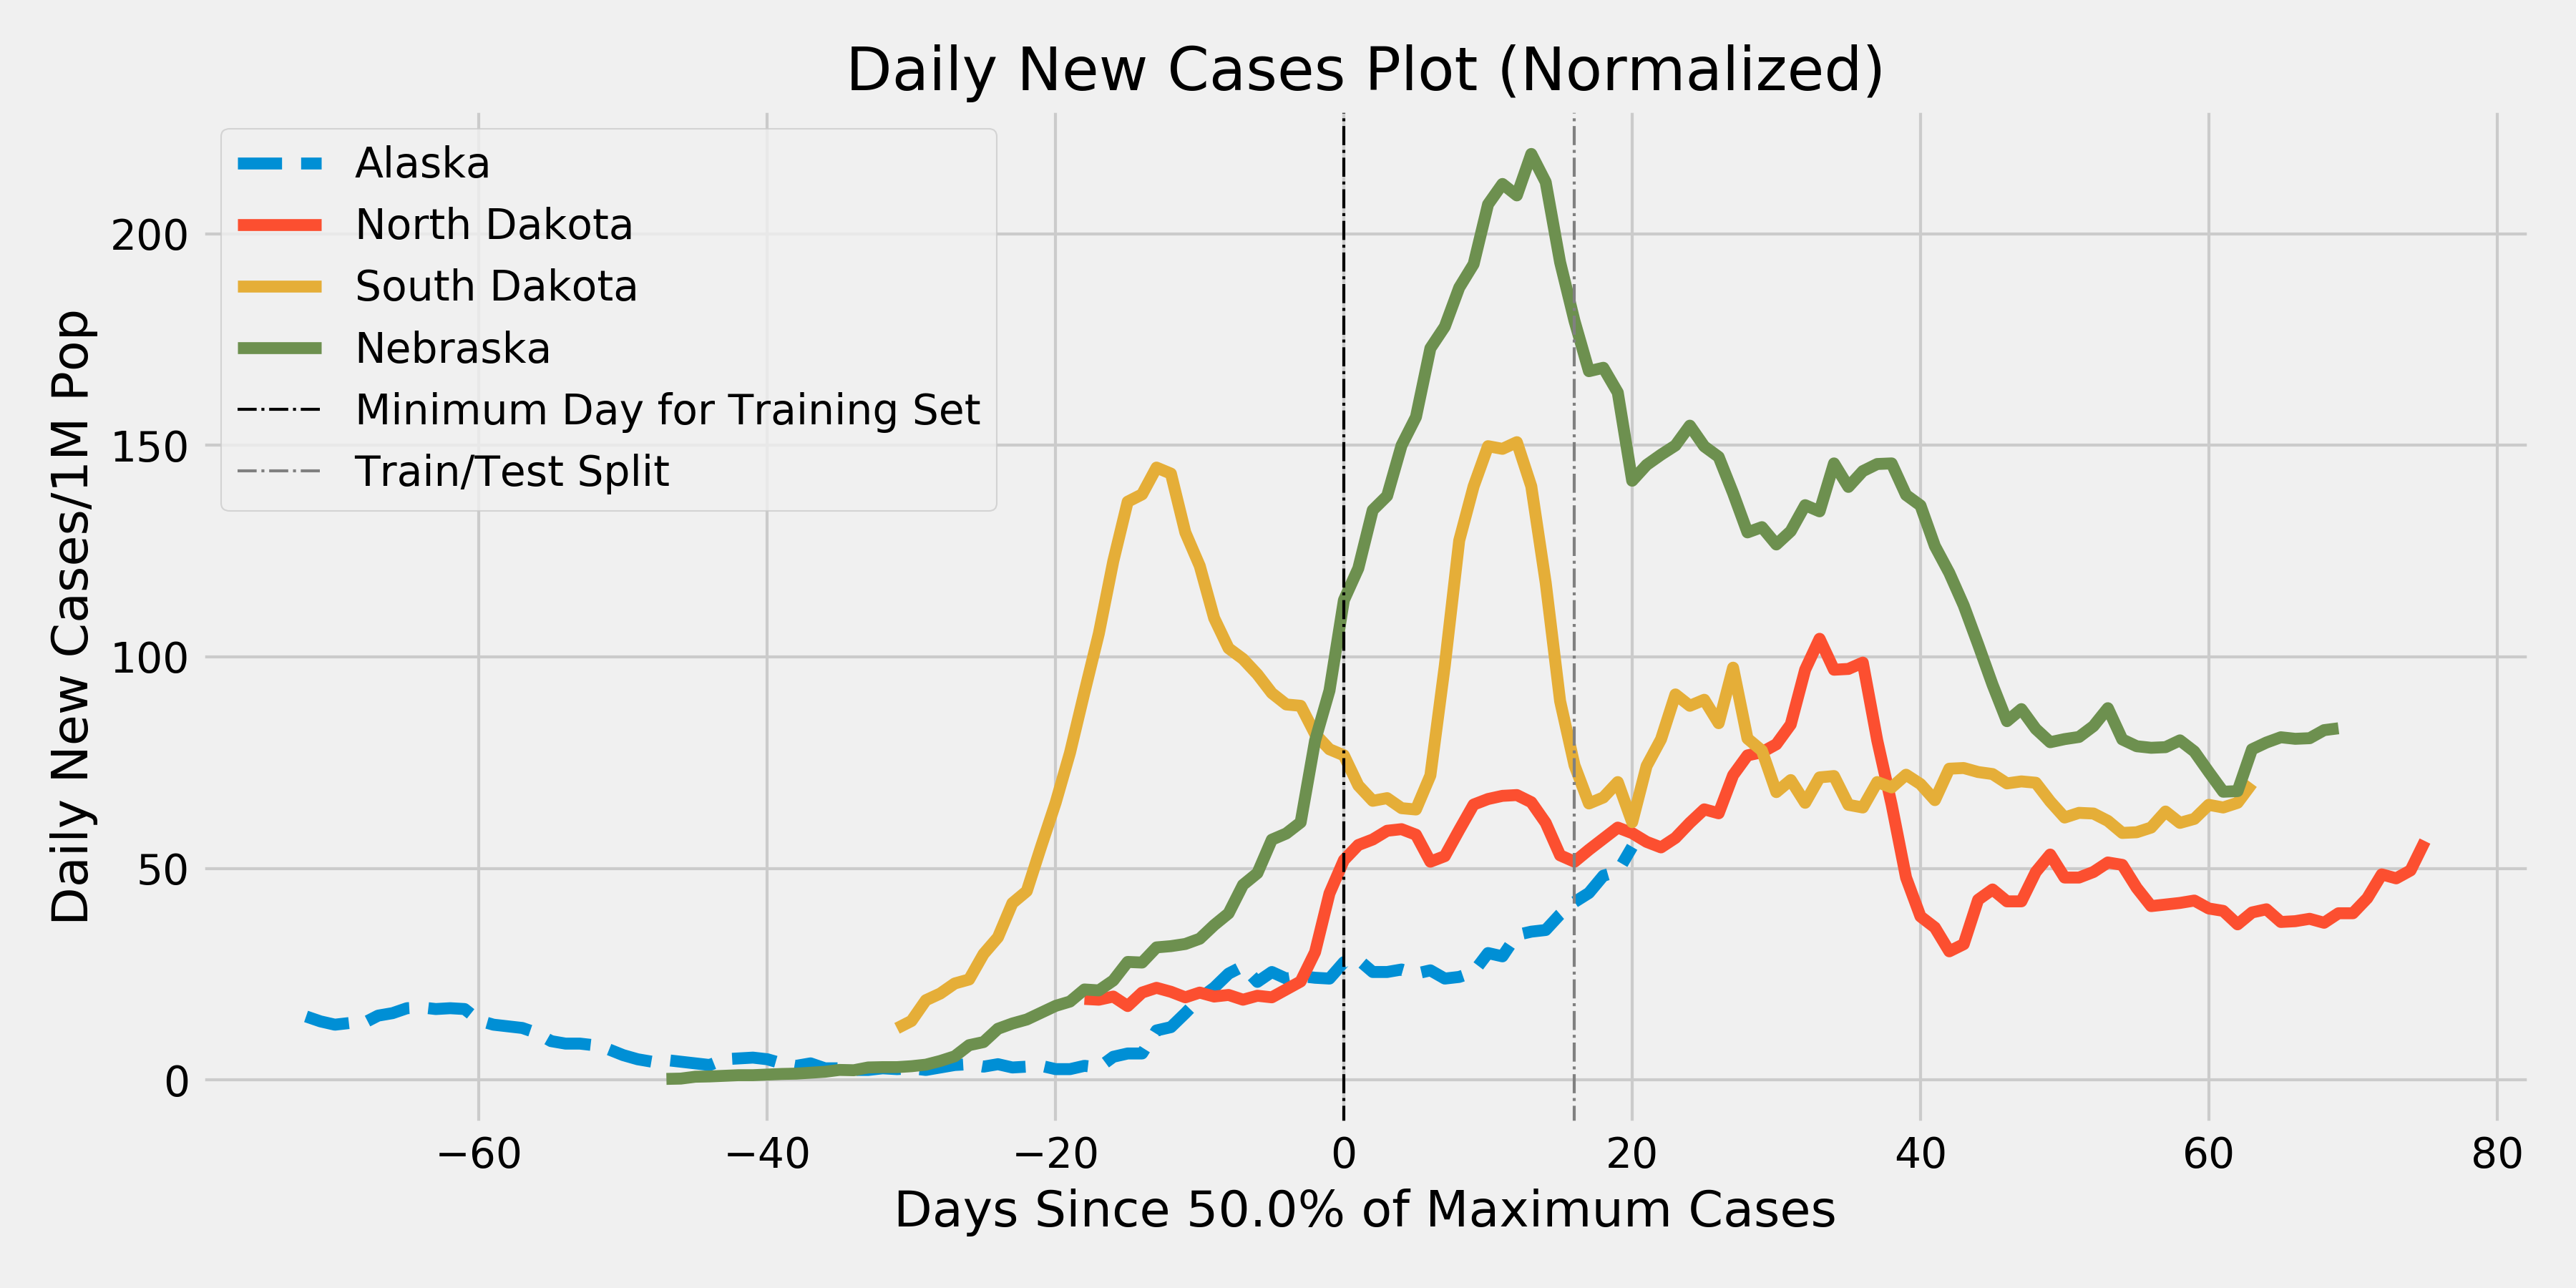 Daily New Cases Plot (Normalized)
Alaska
North Dakota
South Dakota
Nebraska
Minimum Day for Training Set
Train/Test Split
Daily New Cases/1M Pop
200
150
100
50
0
−60 −40 −20 0 20 40 60 80
Days Since 50.0% of Maximum Cases